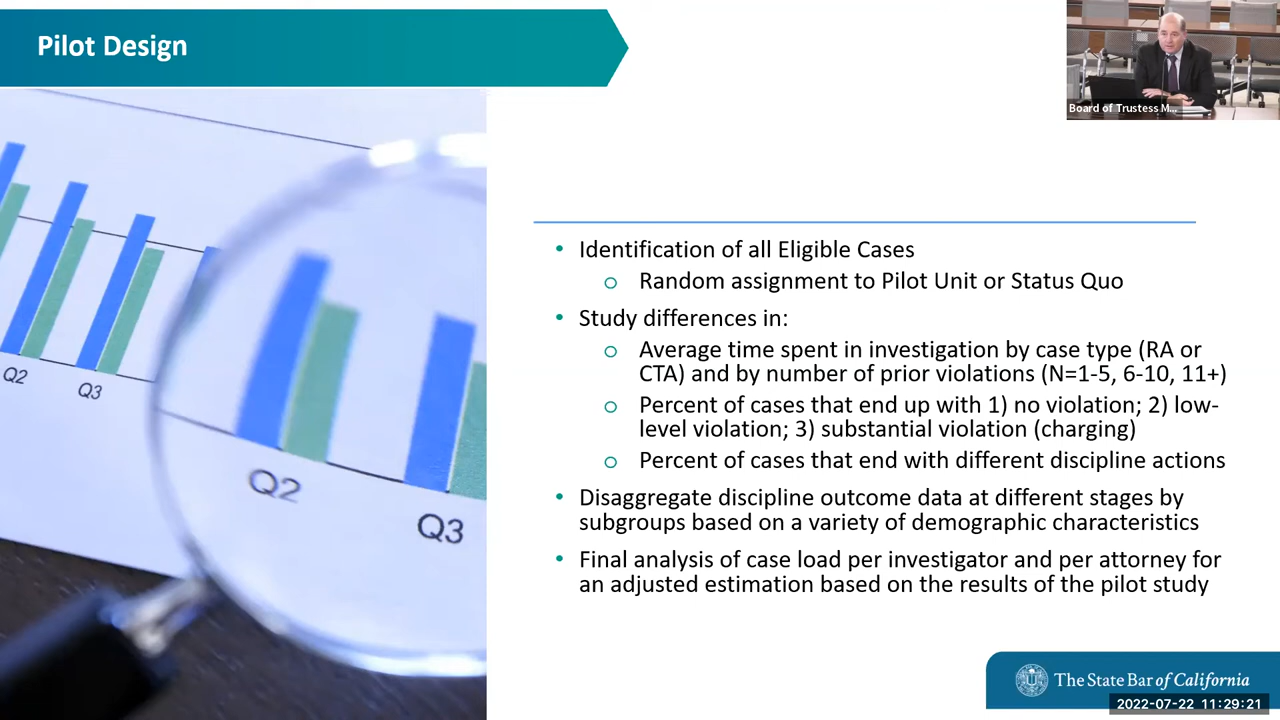 Pilot Design
Board of Trustess M...
Identification of all Eligible Cases
Random assignment to Pilot Unit or Status Quo
Study differences in:
Average time spent in investigation by case type (RA or
CTA) and by number of prior violations (N=1-5, 6-10, 11+)
Percent of cases that end up with 1) no violation; 2) low-
level violation; 3) substantial violation (charging)
Percent of cases that end with different discipline actions
Disaggregate discipline outcome data at different stages by
subgroups based on a variety of demographic characteristics
Final analysis of case load per investigator and per attorney for
an adjusted estimation based on the results of the pilot study
Q2
Q3
Q2
Q3
The State Bar of California
2022-07-22 11:29:21